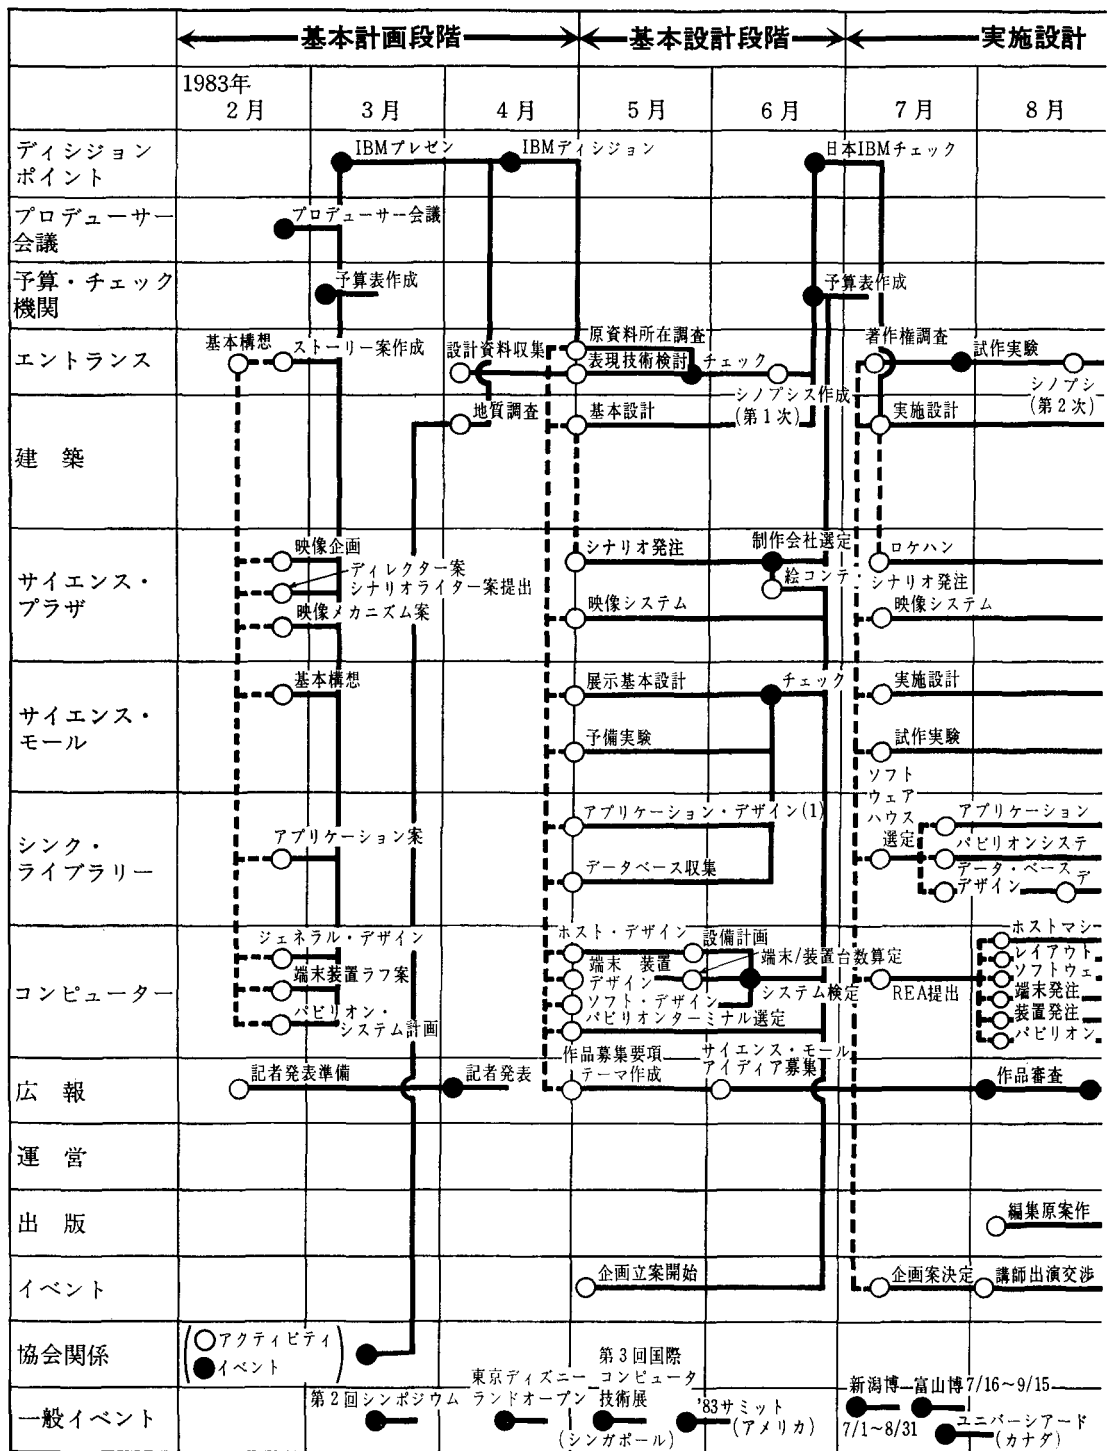 基本計画段階
基本設計段階
実施設計
1983年
2月
3月
4月
5月
6月
7月
8月
ディシジョン
ポイント
IBMプレゼン
IBMディシジョン
日本IBMチェック
プロデューサー
会議
プロデューサー会議
予算・チェック
機関
予算表作成
予算表作成
エントランス
基本構想
ストーリー案作成
設計資料収集
原資料所在調査
表現技術検討
チェック
シノプシス作成
(第1次)
著作権調査
試作実験
シノプシ
(第2次)
建 築
地質調査
基本設計
実施設計
サイエンス・
プラザ
映像企画
ディレクター案
シナリオライター案提出
映像メカニズム案
シナリオ発注
制作会社選定
絵コンテ・
映像システム
ロケハン
シナリオ発注
映像システム
サイエンス・
モール
基本構想
展示基本設計
チェック
予備実験
実施設計
試作実験
シンク・
ライブラリー
アプリケーション案
アプリケーション・デザイン(1)
データベース収集
ソフト
ウェア
ハウス
選定
アプリケーション
パビリオンシステ
データ・ベース
デザイン
デ
コンピューター
ジェネラル・デザイン
端末装置ラフ案
パビリオン・
システム計画
ホスト・デザイン
設備計画
端末 装置
デザイン
端末/装置台数算定
ソフト・デザイン
システム検定
パビリオンターミナル選定
REA提出
ホストマシ
レイアウト
ソフトウェ
端末発注
装置発注
パビリオン
広 報
記者発表準備
記者発表
作品募集要項
テーマ作成
サイエンス・モール
アイディア募集
作品審査
運 営
出 版
編集原案作
イベント
企画立案開始
企画案決定
講師出演交渉
協会関係
アクティビティ
イベント
一般イベント
第2回シンポジウム
東京ディズニー
ランドオープン
第3回国際
コンピュータ
技術展
(シンガポール)
'83サミット
(アメリカ)
新潟博
7/1~8/31
富山博7/16~9/15
ユニバーシアード
(カナダ)